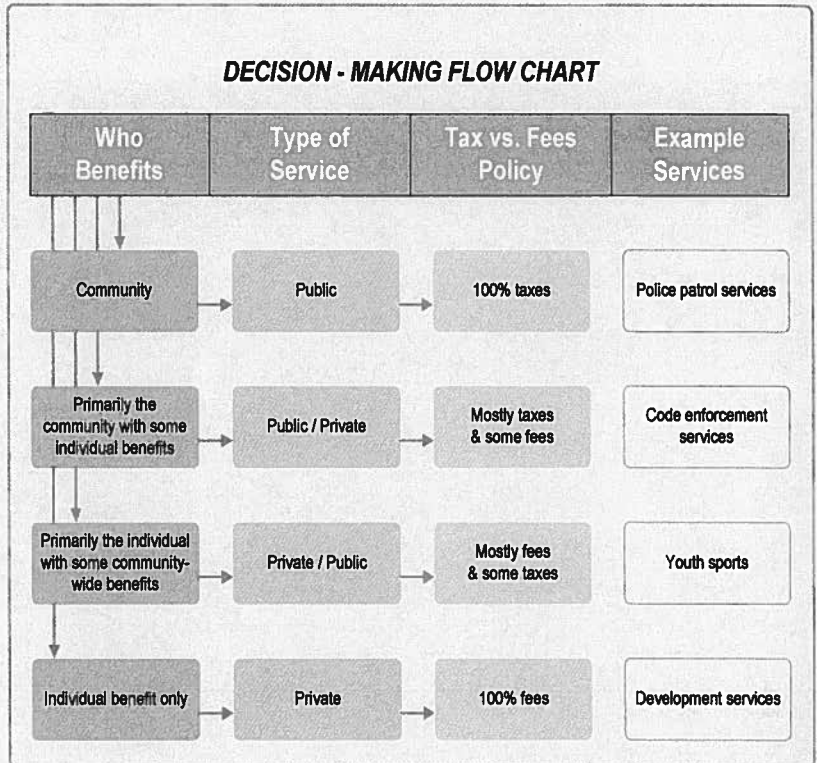 DECISION - MAKING FLOW CHART
Who
Benefits
Type of
Service
Tax vs. Fees
Policy
Example
Services
Community
Public
100% taxes
Police patrol services
Primarily the
community with some
individual benefits
Public / Private
Mostly taxes
& some fees
Code enforcement
services
Primarily the individual
with some community-
wide benefits
Private / Public
Mostly fees
& some taxes
Youth sports
Individual benefit only
Private
100% fees
Development services